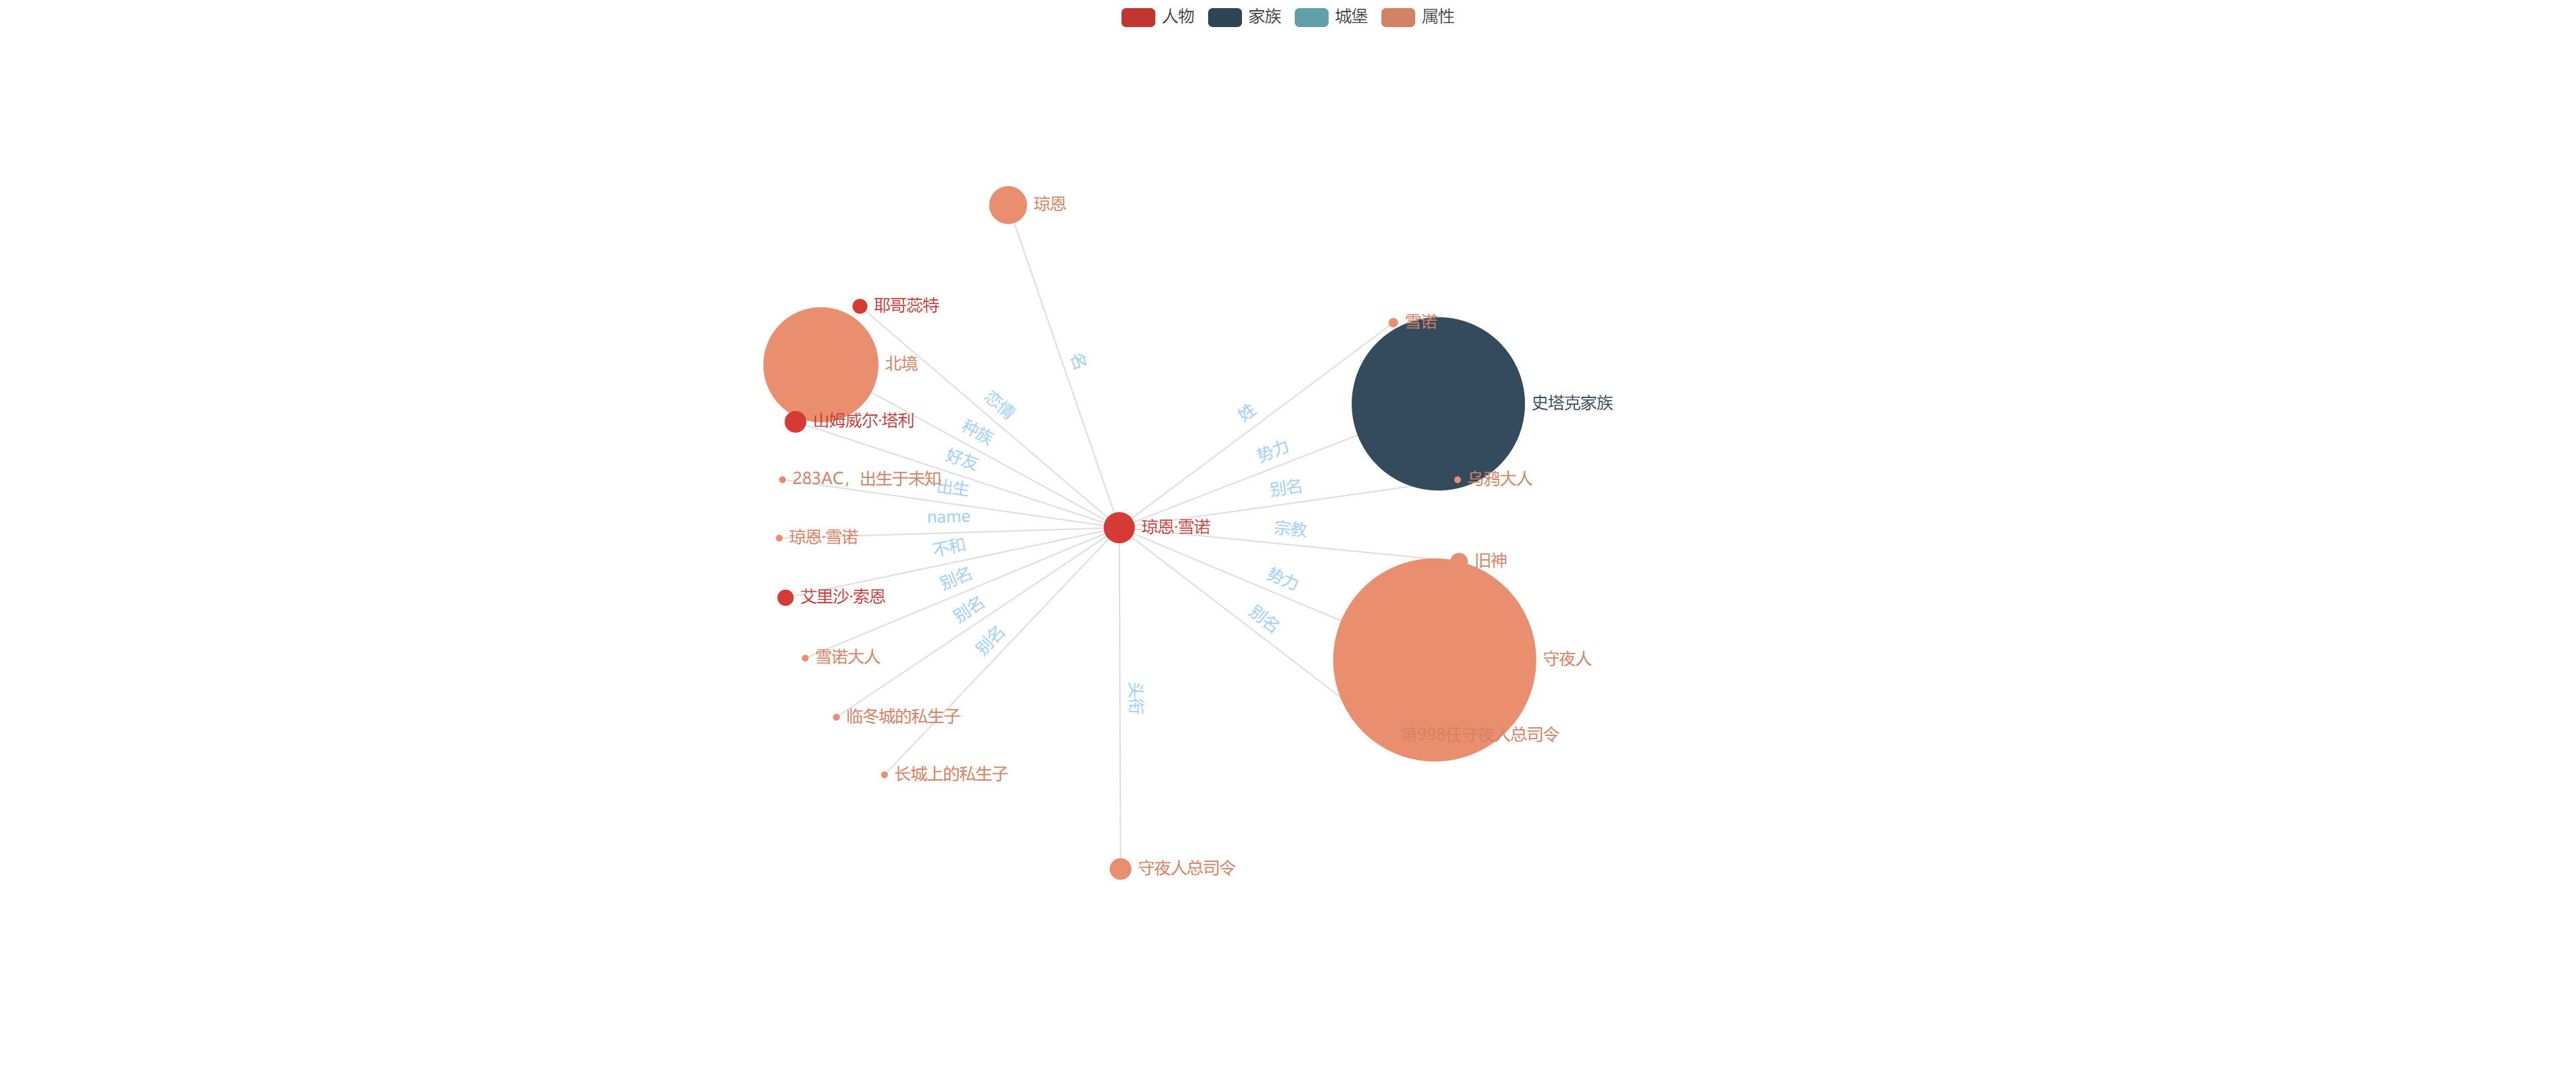 人物
家族
城堡
属性
琼恩
名
耶哥蕊特
雪诺
北境
恋情
史塔克家族
姓
山姆威尔·塔利
种族
势力
好友
283AC，出生于未知
出生
别名
乌鸦大人
name
琼恩·雪诺
宗教
琼恩·雪诺
不和
旧神
别名
势力
艾里沙·索恩
别名
别名
别名
雪诺大人
守夜人
头衔
临冬城的私生子
第998任守夜人总司令
长城上的私生子
守夜人总司令